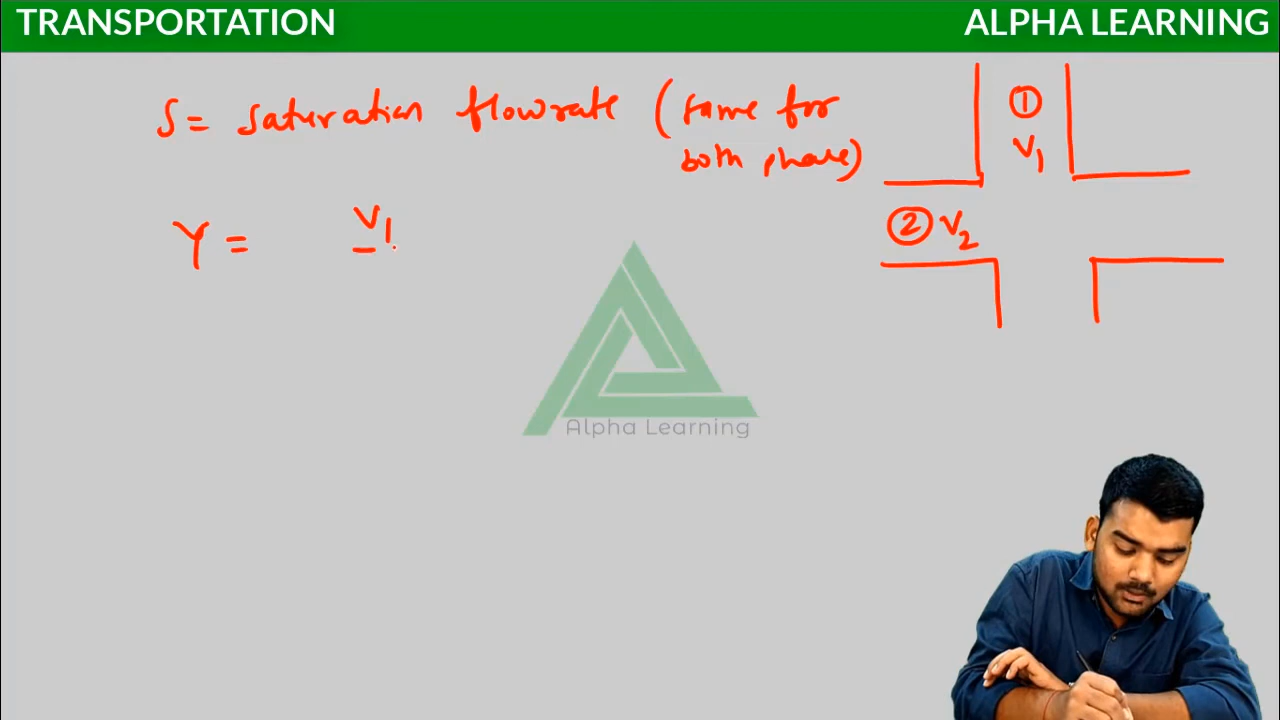 TRANSPORTATION
ALPHA LEARNING
S = saturation flowrate (same for
both phase)
①
V1
② V2
Y = V1
Alpha Learning